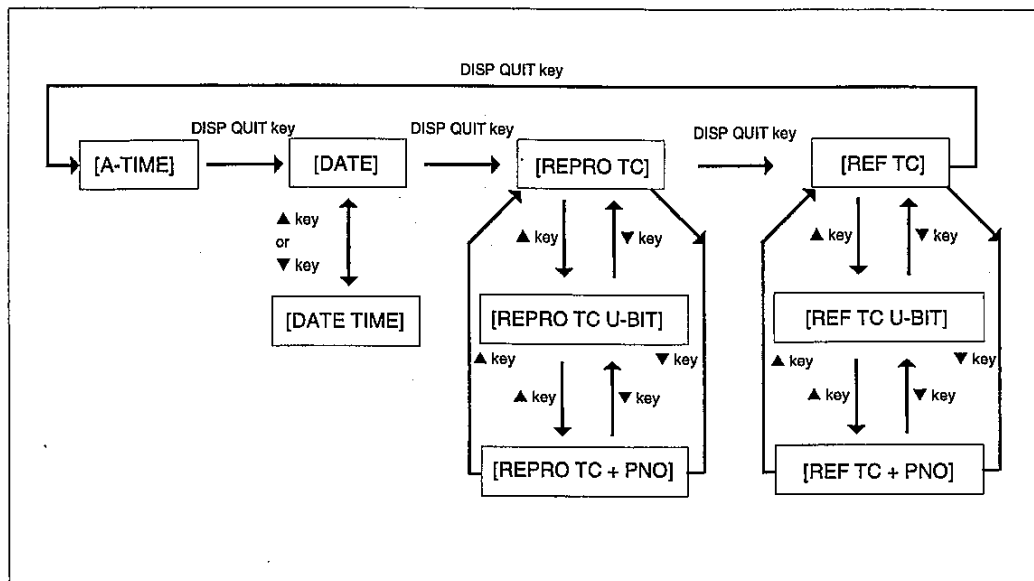 DISP QUIT key
DISP QUIT key
DISP QUIT key
DISP QUIT key
[A-TIME]
[DATE]
[REPRO TC]
[REF TC]
▲ key
or
▼ key
▲ key
▼ key
▲ key
▼ key
[DATE TIME]
[REPRO TC U-BIT]
[REF TC U-BIT]
▲ key
▼ key
▲ key
▼ key
▲ key
▼ key
▲ key
▼ key
[REPRO TC + PNO]
[REF TC + PNO]